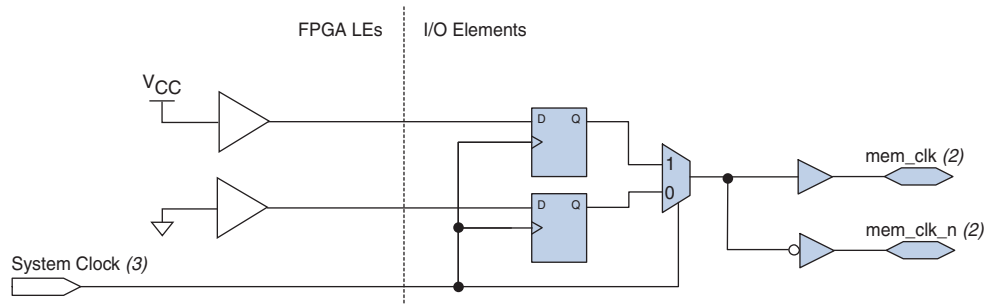 FPGA LEs
I/O Elements
VCC
D Q
1
mem_clk (2)
0
D Q
mem_clk_n (2)
System Clock (3)